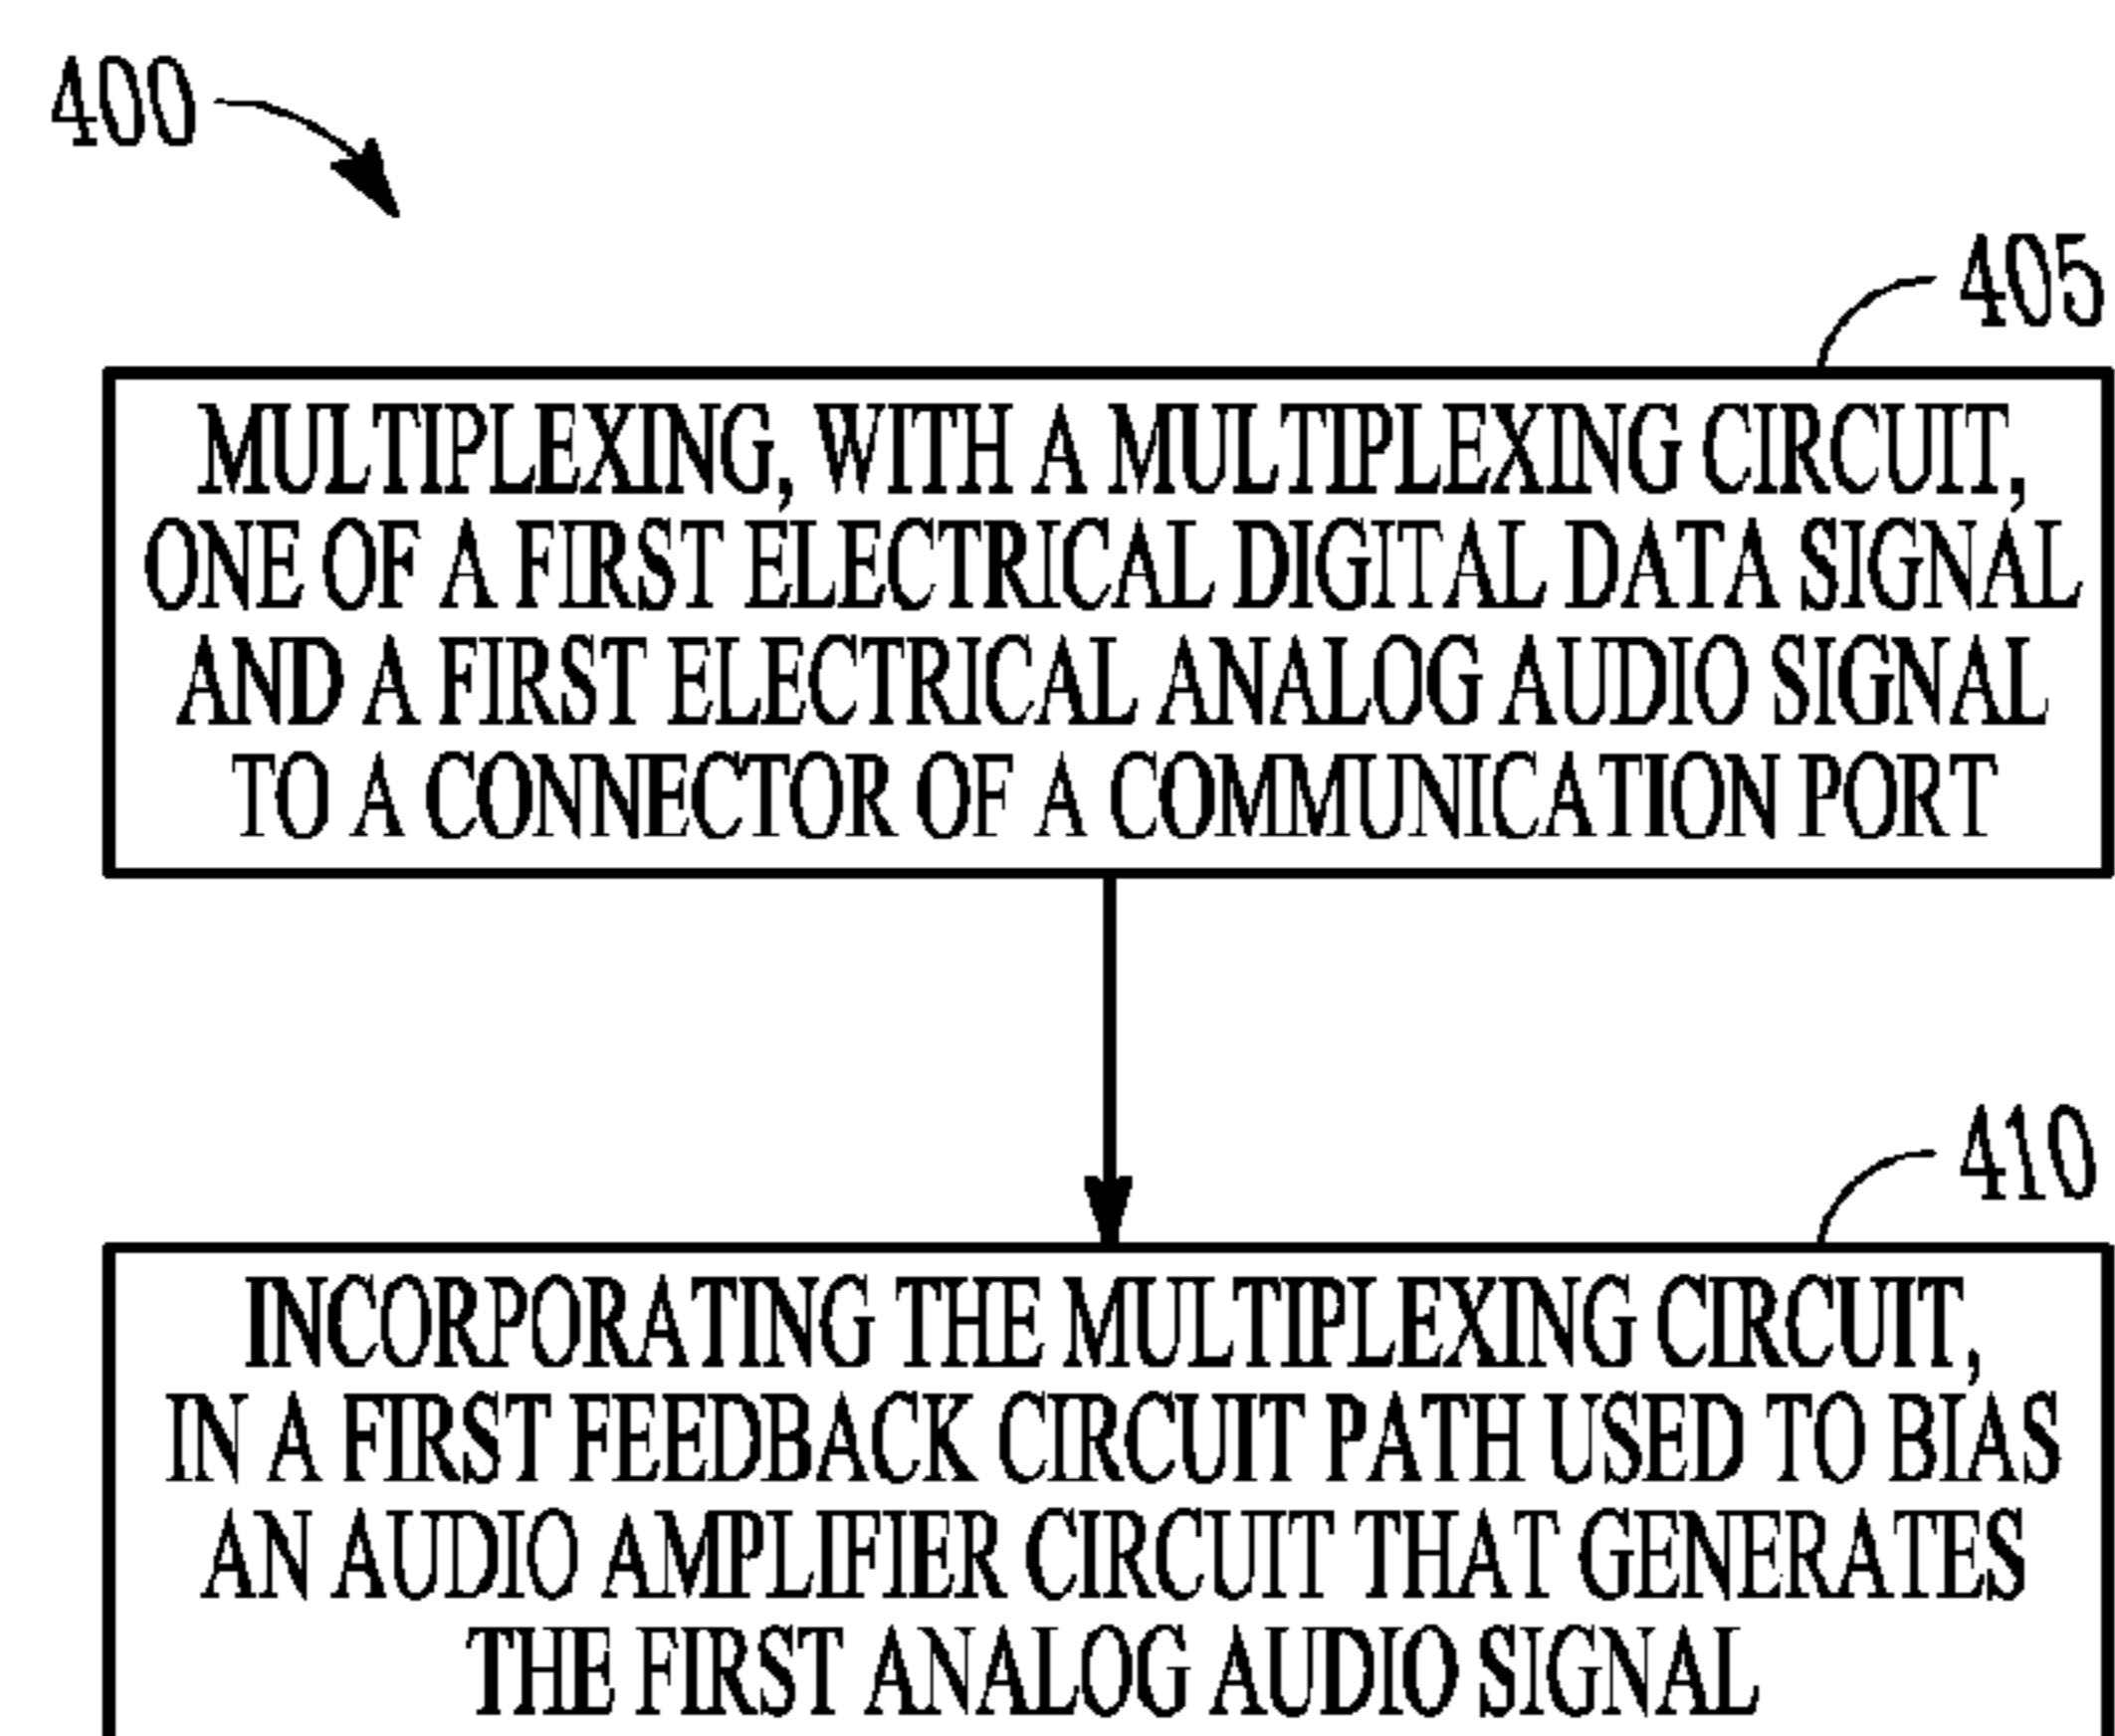 400
405
MULTIPLEXING, WITH A MULTIPLEXING CIRCUIT,
ONE OF A FIRST ELECTRICAL DIGITAL DATA SIGNAL
AND A FIRST ELECTRICAL ANALOG AUDIO SIGNAL
TO A CONNECTOR OF A COMMUNICATION PORT
410
INCORPORATING THE MULTIPLEXING CIRCUIT,
IN A FIRST FEEDBACK CIRCUIT PATH USED TO BIAS
AN AUDIO AMPLIFIER CIRCUIT THAT GENERATES
THE FIRST ANALOG AUDIO SIGNAL